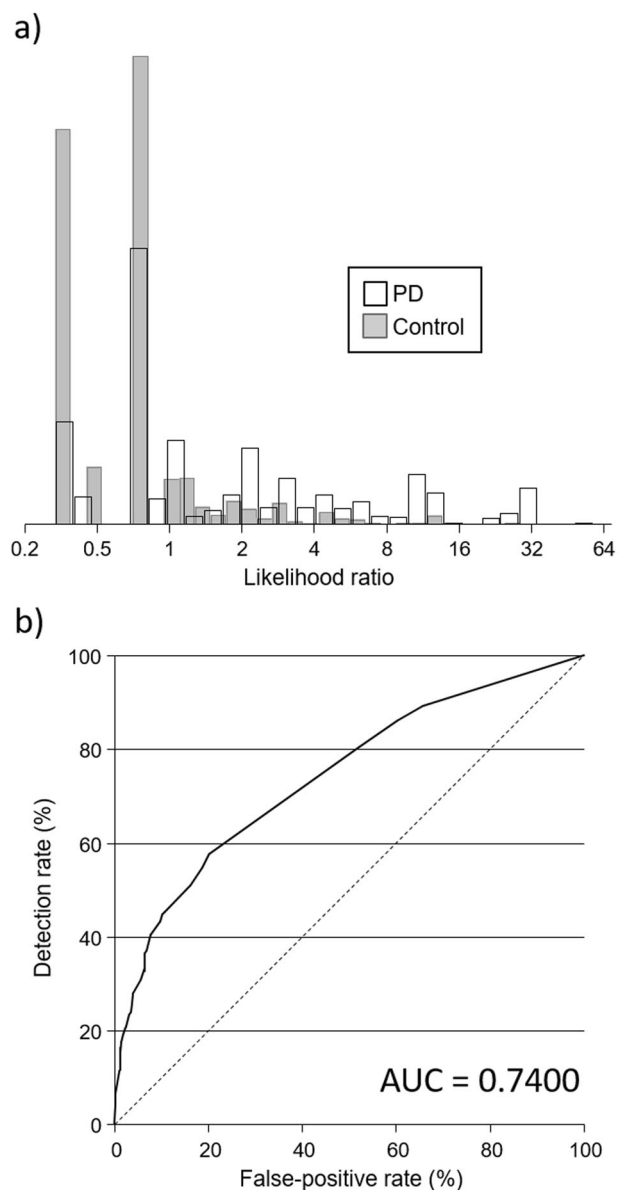 a)
PD
Control
0.2 0.5 1 2 4 8 16 32 64
Likelihood ratio
b)
100
80
60
40
20
0
Detection rate (%)
AUC = 0.7400
0 20 40 60 80 100
False-positive rate (%)